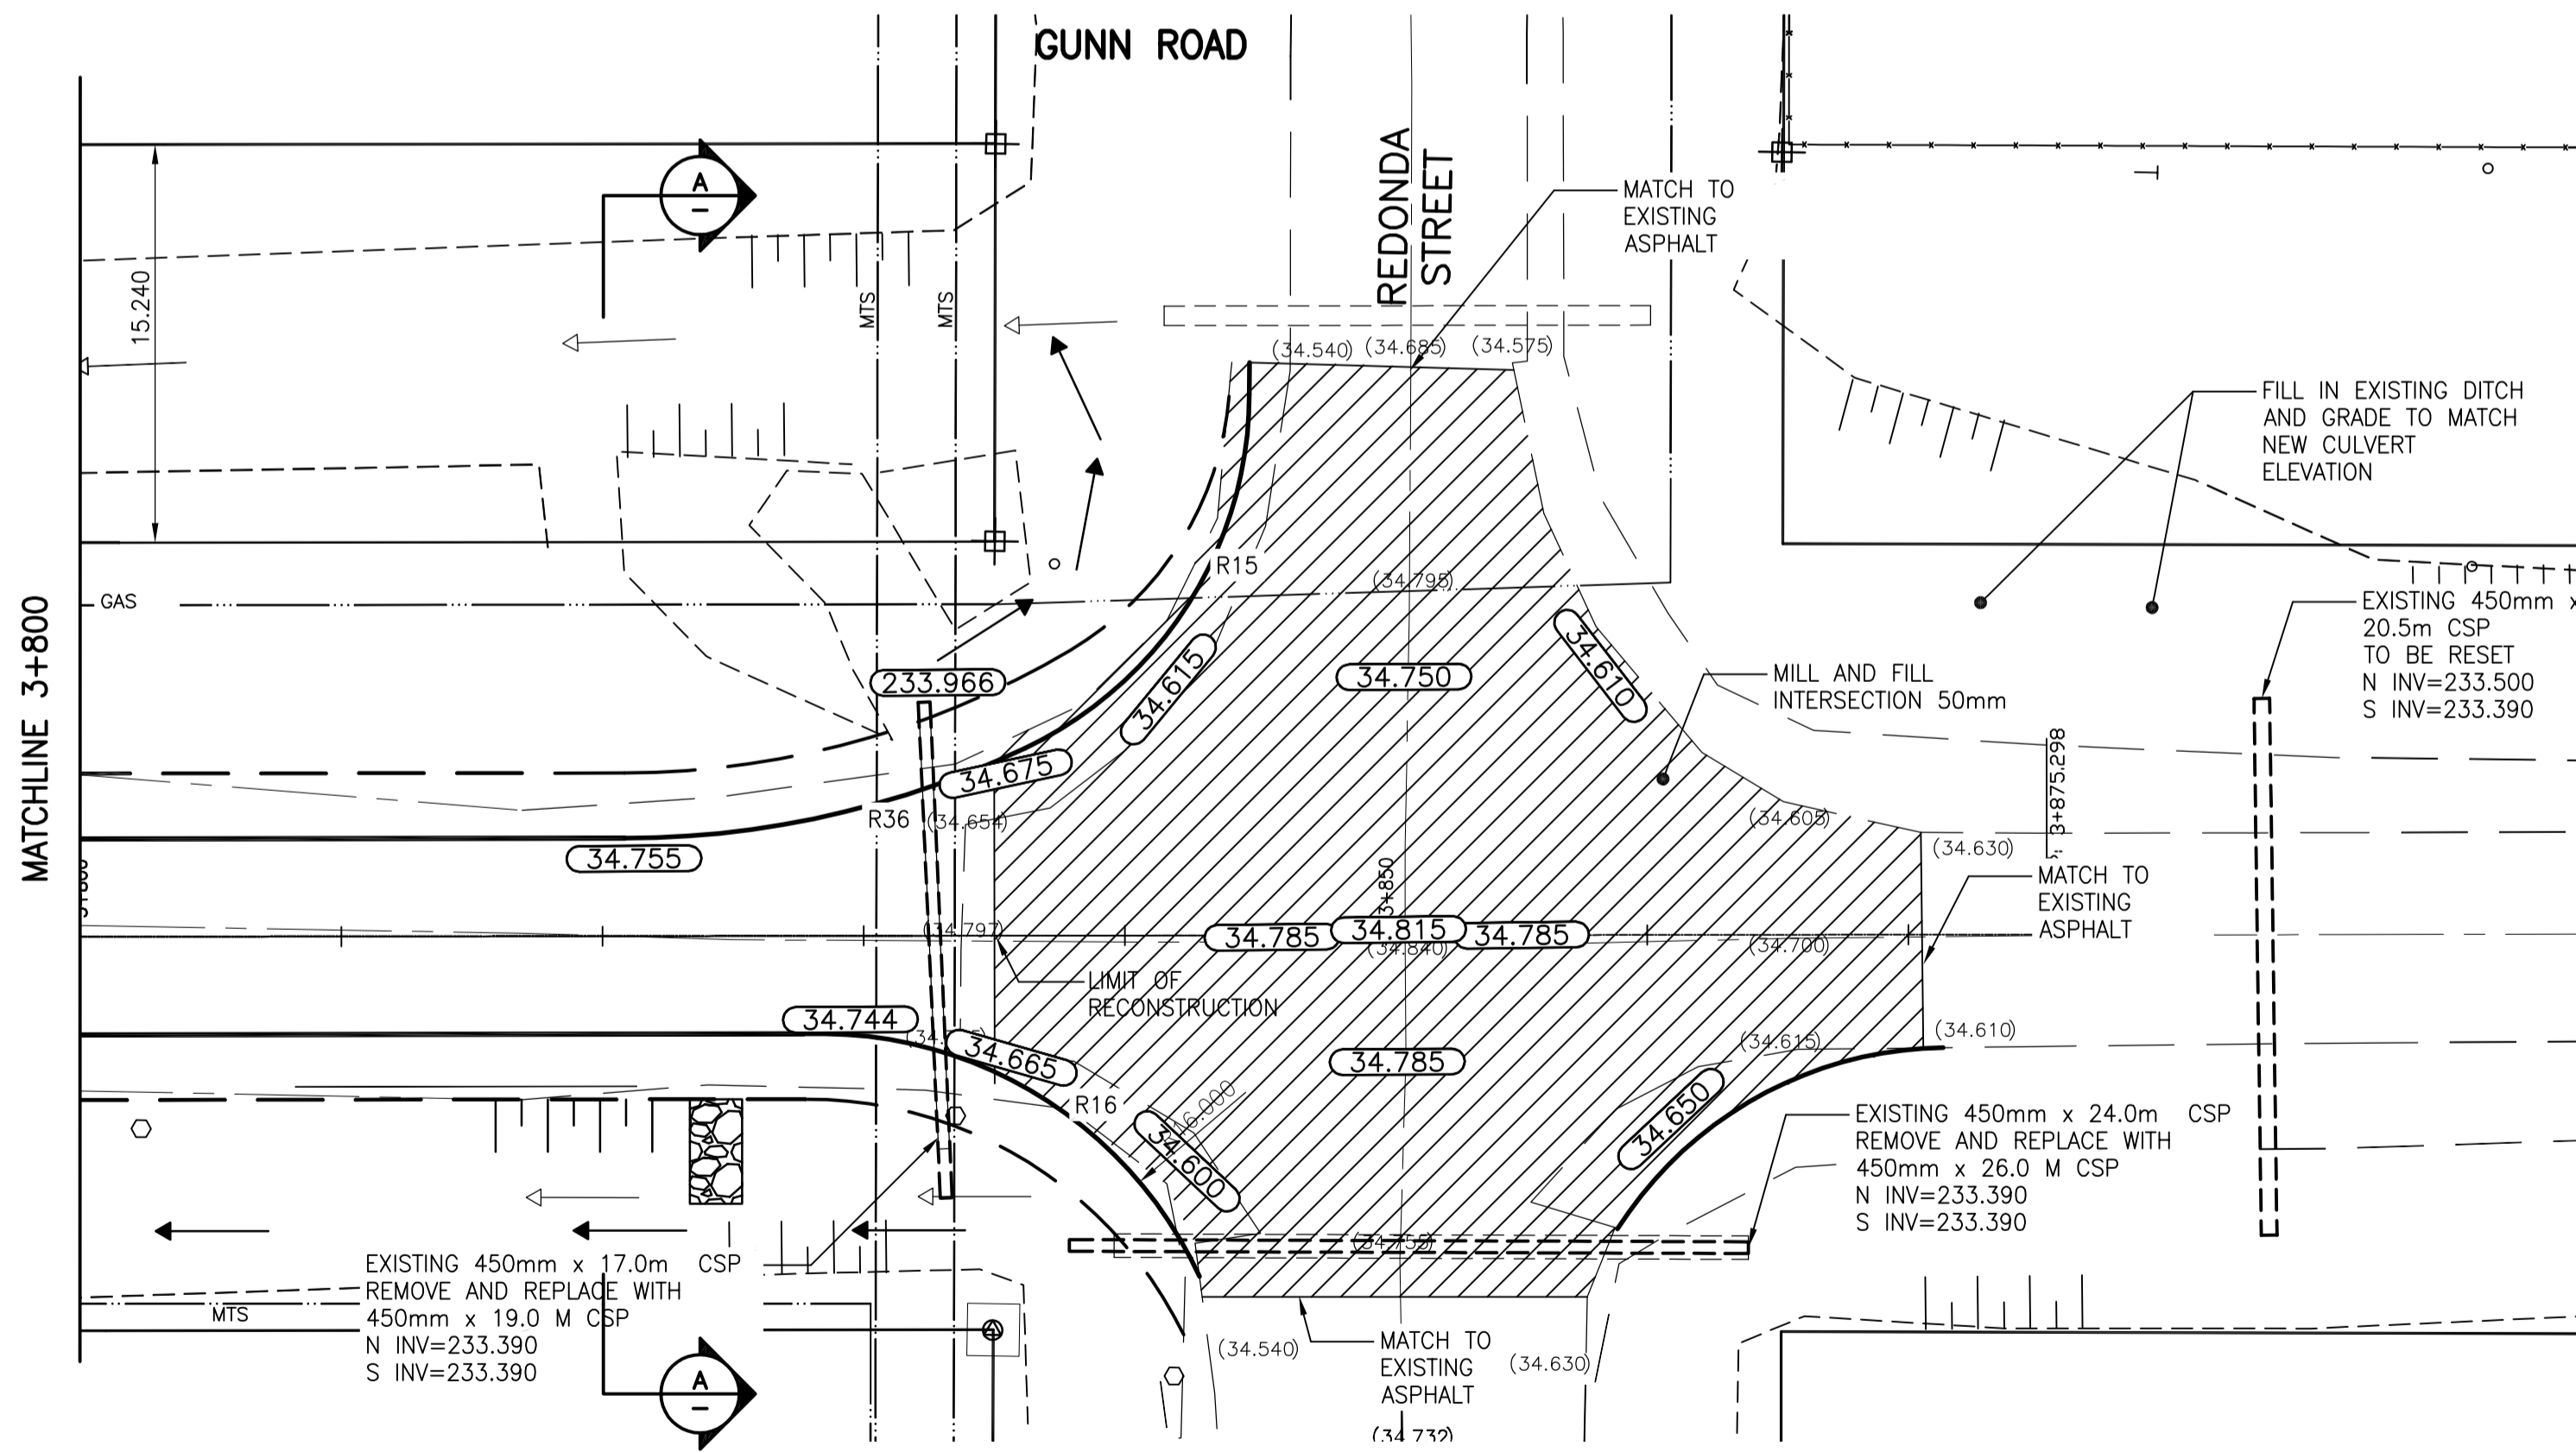 GUNN ROAD
REDONDA
STREET
MATCHLINE 3+800
15.240
A
MTS
MTS
MATCH TO
EXISTING
ASPHALT
(34.540)
(34.685)
(34.575)
FILL IN EXISTING DITCH
AND GRADE TO MATCH
NEW CULVERT
ELEVATION
R15
(34.795)
GAS
EXISTING 450mm x
20.5m CSP
TO BE RESET
N INV=233.500
S INV=233.390
233.966
34.615
34.750
34.610
MILL AND FILL
INTERSECTION 50mm
34.675
R36
(34.654)
(34.605)
3+875.298
(34.630)
34.755
3+800
3+850
MATCH TO
EXISTING
ASPHALT
(34.797)
34.785
34.815
34.785
(34.840)
(34.700)
LIMIT OF
RECONSTRUCTION
34.744
34.665
34.785
(34.615)
(34.610)
R16
34.600
34.650
EXISTING 450mm x 24.0m CSP
REMOVE AND REPLACE WITH
450mm x 26.0 M CSP
N INV=233.390
S INV=233.390
(34.755)
EXISTING 450mm x 17.0m CSP
REMOVE AND REPLACE WITH
450mm x 19.0 M CSP
N INV=233.390
S INV=233.390
MTS
(34.540)
MATCH TO
EXISTING
ASPHALT
(34.630)
A
(34.732)